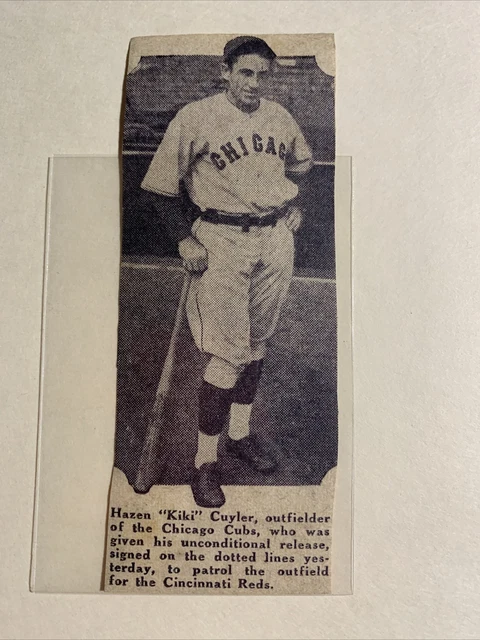 CHICAG
Hazen "Kiki" Cuyler, outfielder
of the Chicago Cubs, who was
given his unconditional release,
signed on the dotted lines yes-
terday, to patrol the outfield
for the Cincinnati Reds.